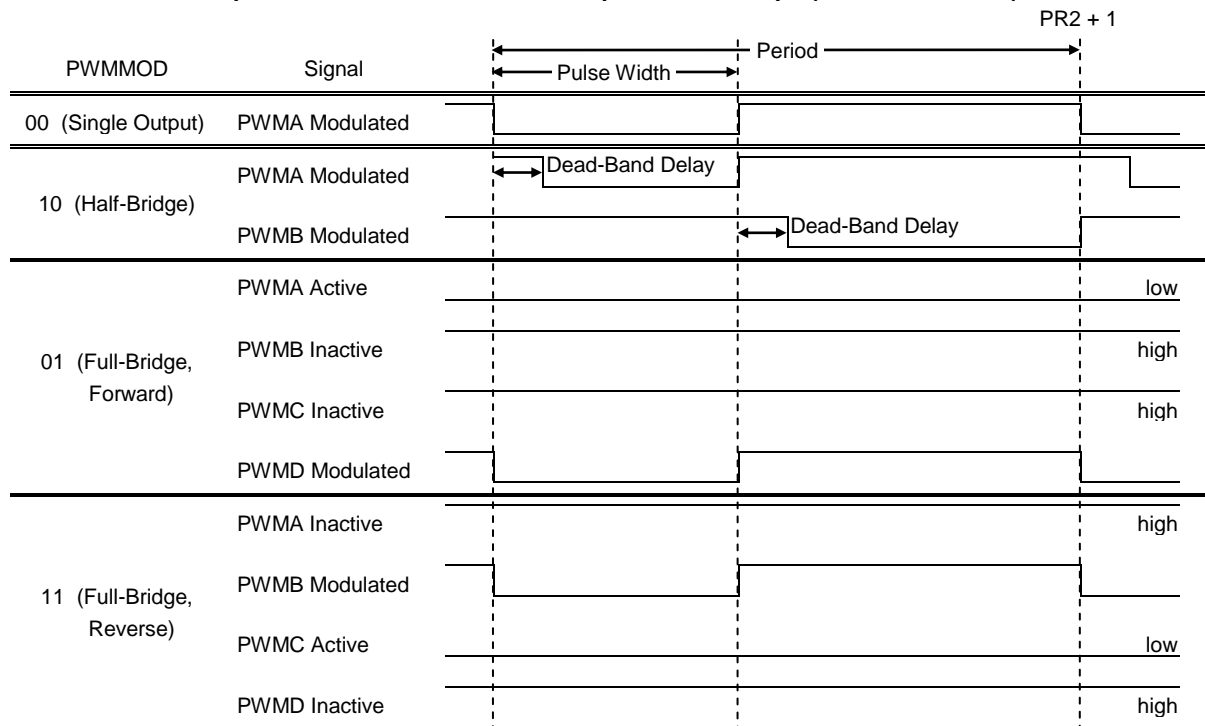 PR2 + 1
Period
PWMMOD Signal Pulse Width
00 (Single Output) PWMA Modulated
PWMA Modulated Dead-Band Delay
10 (Half-Bridge)
PWMB Modulated Dead-Band Delay
PWMA Active low
PWMB Inactive high
01 (Full-Bridge,
Forward)
PWMC Inactive high
PWMD Modulated
PWMA Inactive high
PWMB Modulated
11 (Full-Bridge,
Reverse)
PWMC Active low
PWMD Inactive high